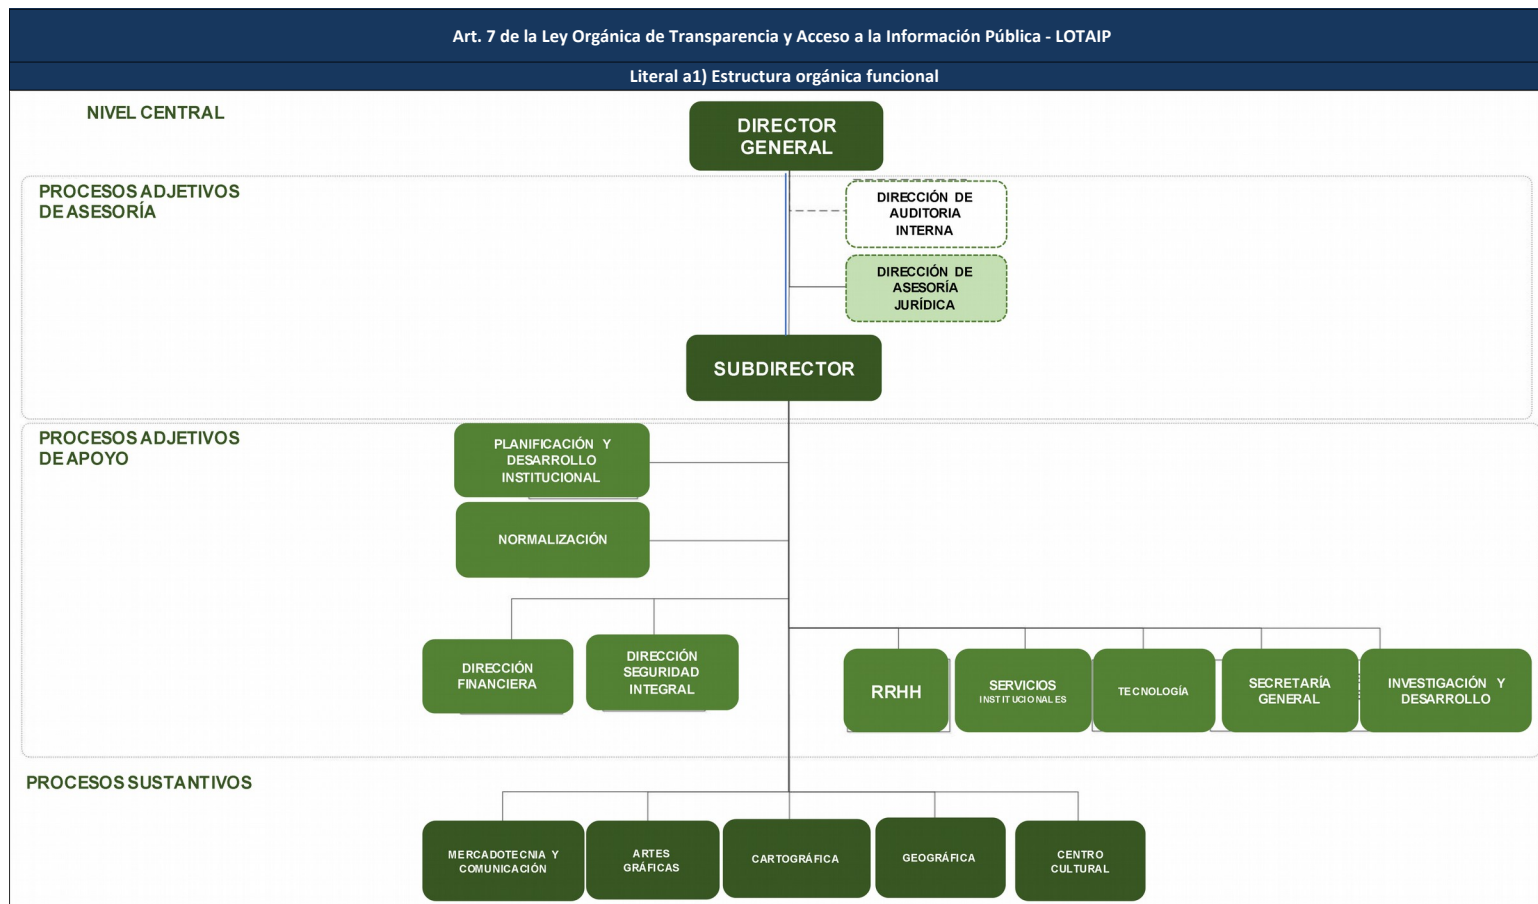 Art. 7 de la Ley Orgánica de Transparencia y Acceso a la Información Pública - LOTAIP
Literal a1) Estructura orgánica funcional
NIVEL CENTRAL
DIRECTOR
GENERAL
PROCESOS ADJETIVOS
DE ASESORÍA
DIRECCIÓN DE
AUDITORIA
INTERNA
DIRECCIÓN DE
ASESORÍA
JURÍDICA
SUBDIRECTOR
PROCESOS ADJETIVOS
DE APOYO
PLANIFICACIÓN Y
DESARROLLO
INSTITUCIONAL
NORMALIZACIÓN
DIRECCIÓN
FINANCIERA
DIRECCIÓN
SEGURIDAD
INTEGRAL
RRHH
SERVICIOS
INSTITUCIONALES
TECNOLOGÍA
SECRETARÍA
GENERAL
INVESTIGACIÓN Y
DESARROLLO
PROCESOS SUSTANTIVOS
MERCADOTECNIA Y
COMUNICACIÓN
ARTES
GRÁFICAS
CARTOGRÁFICA
GEOGRÁFICA
CENTRO
CULTURAL